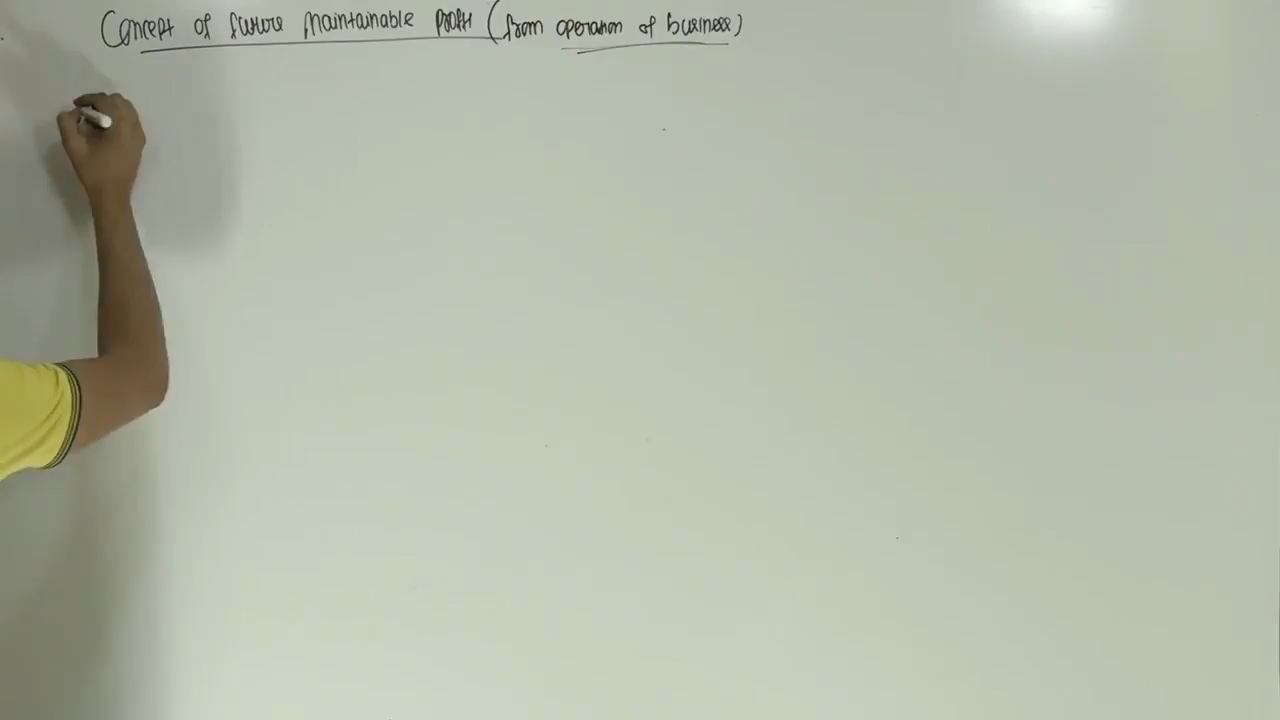 Concept of future Maintainable Profit (from operation of business)